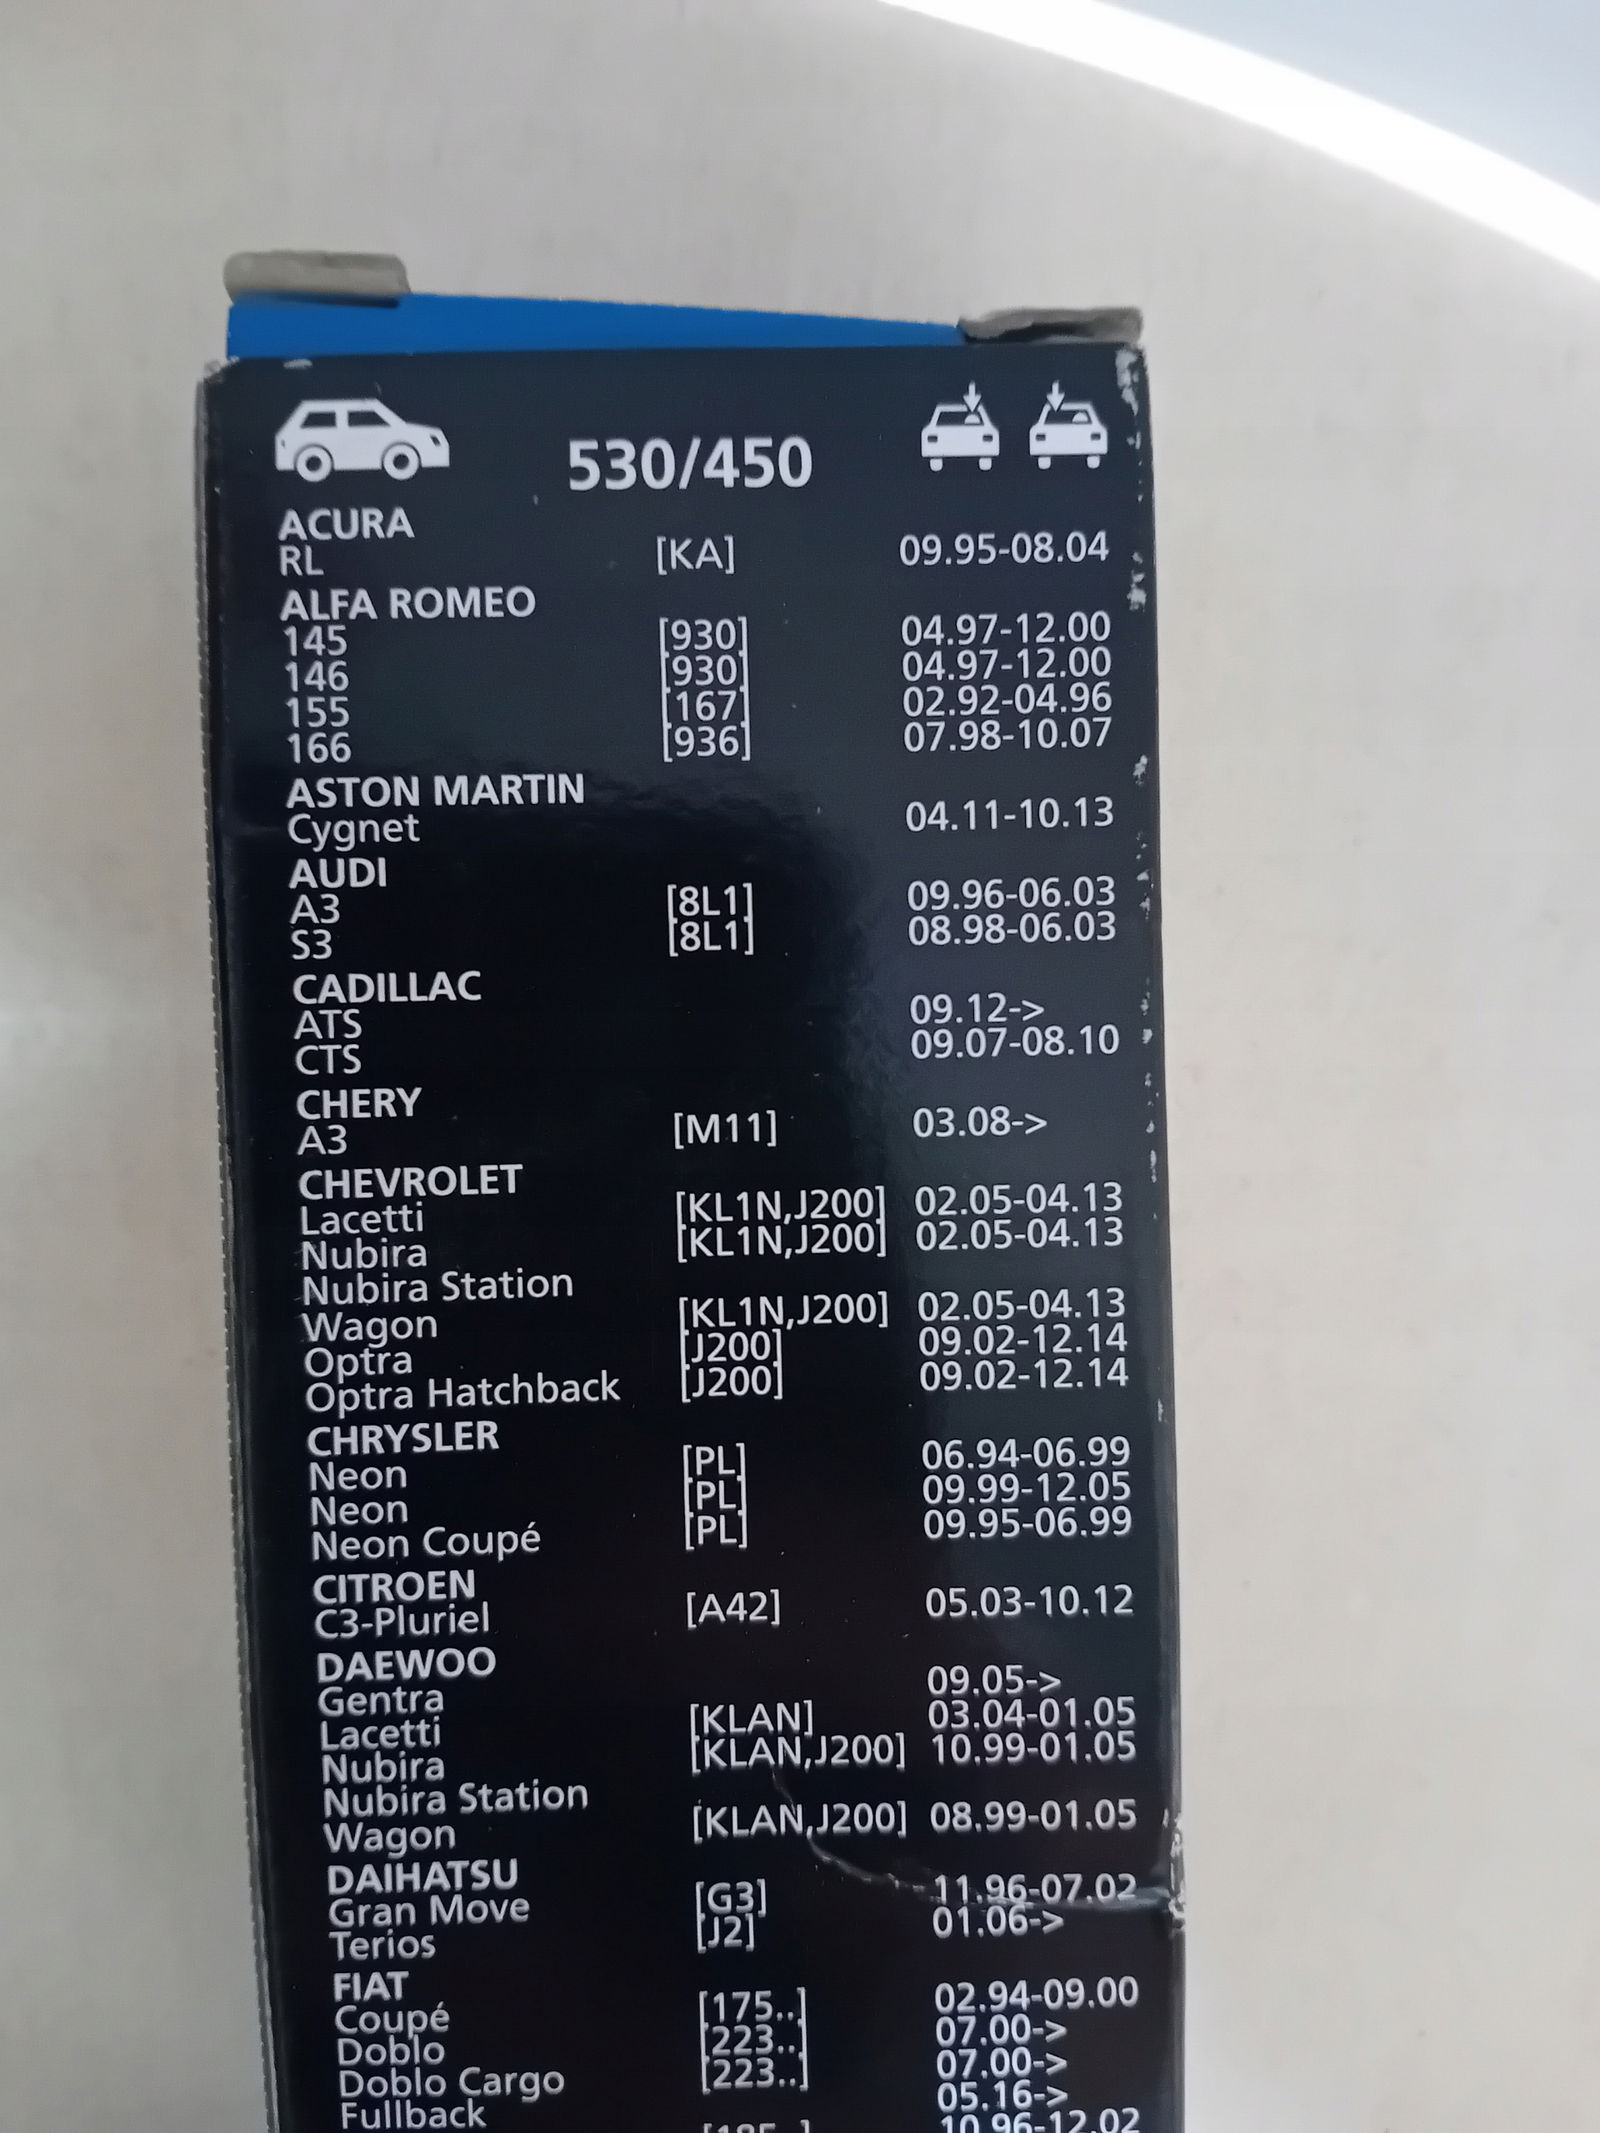 530/450
ACURA
RL [KA] 09.95-08.04
ALFA ROMEO
145 [930] 04.97-12.00
146 [930] 04.97-12.00
155 [167] 02.92-04.96
166 [936] 07.98-10.07
ASTON MARTIN
Cygnet 04.11-10.13
AUDI
A3 [8L1] 09.96-06.03
S3 [8L1] 08.98-06.03
CADILLAC
ATS 09.12->
CTS 09.07-08.10
CHERY
A3 [M11] 03.08->
CHEVROLET
Lacetti [KL1N,J200] 02.05-04.13
Nubira [KL1N,J200] 02.05-04.13
Nubira Station
Wagon [KL1N,J200] 02.05-04.13
Optra [J200] 09.02-12.14
Optra Hatchback [J200] 09.02-12.14
CHRYSLER
Neon [PL] 06.94-06.99
Neon [PL] 09.99-12.05
Neon Coupé [PL] 09.95-06.99
CITROEN
C3-Pluriel [A42] 05.03-10.12
DAEWOO
Gentra 09.05->
Lacetti [KLAN] 03.04-01.05
Nubira [KLAN,J200] 10.99-01.05
Nubira Station
Wagon [KLAN,J200] 08.99-01.05
DAIHATSU
Gran Move [G3] 11.96-07.02
Terios [J2] 01.06->
FIAT
Coupé [175..] 02.94-09.00
Doblo [223..] 07.00->
Doblo Cargo [223..] 07.00->
Fullback 05.16->
10.96-12.02